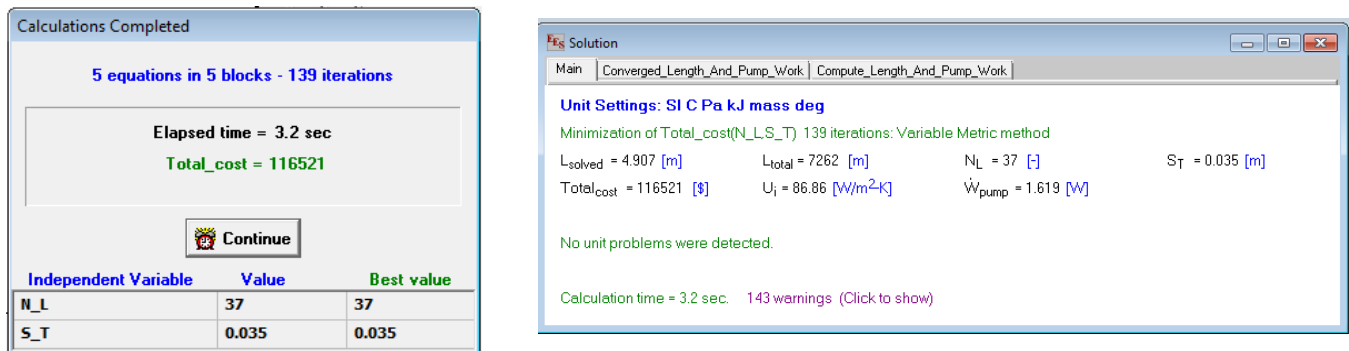 Calculations Completed
5 equations in 5 blocks - 139 iterations
Elapsed time = 3.2 sec
Total_cost = 116521
Continue
Independent Variable Value Best value
N_L 37 37
S_T 0.035 0.035
EES Solution
Main Converged_Length_And_Pump_Work Compute_Length_And_Pump_Work
Unit Settings: SI C Pa kJ mass deg
Minimization of Total_cost(N_L,S_T) 139 iterations: Variable Metric method
Lsolved = 4.907 [m] Ltotal = 7262 [m] NL = 37 [-] ST = 0.035 [m]
Totalcost = 116521 [$] Ui = 86.86 [W/m2-K] Ẇpump = 1.619 [W]
No unit problems were detected.
Calculation time = 3.2 sec. 143 warnings (Click to show)